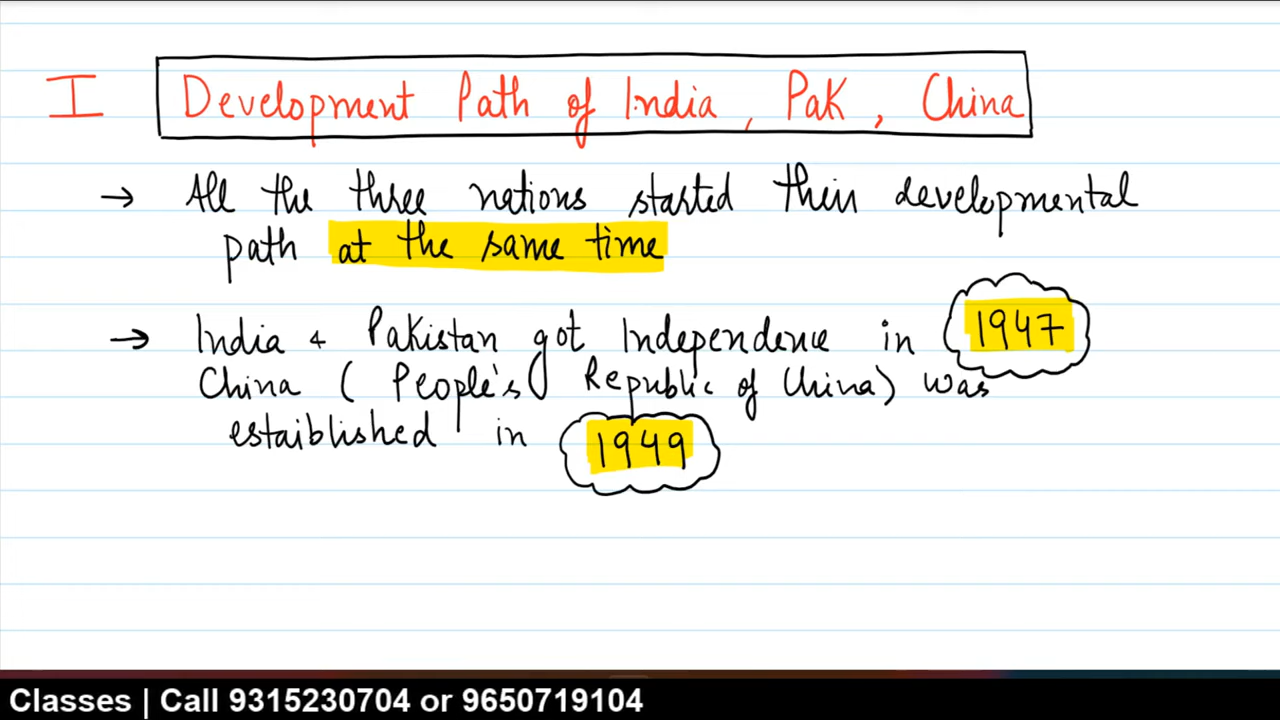 I Development Path of India, Pak, China
→ All the three nations started their developmental
path at the same time
→ India + Pakistan got Independence in 1947
China (People's Republic of China) was
estaiblished in 1949
Classes | Call 9315230704 or 9650719104